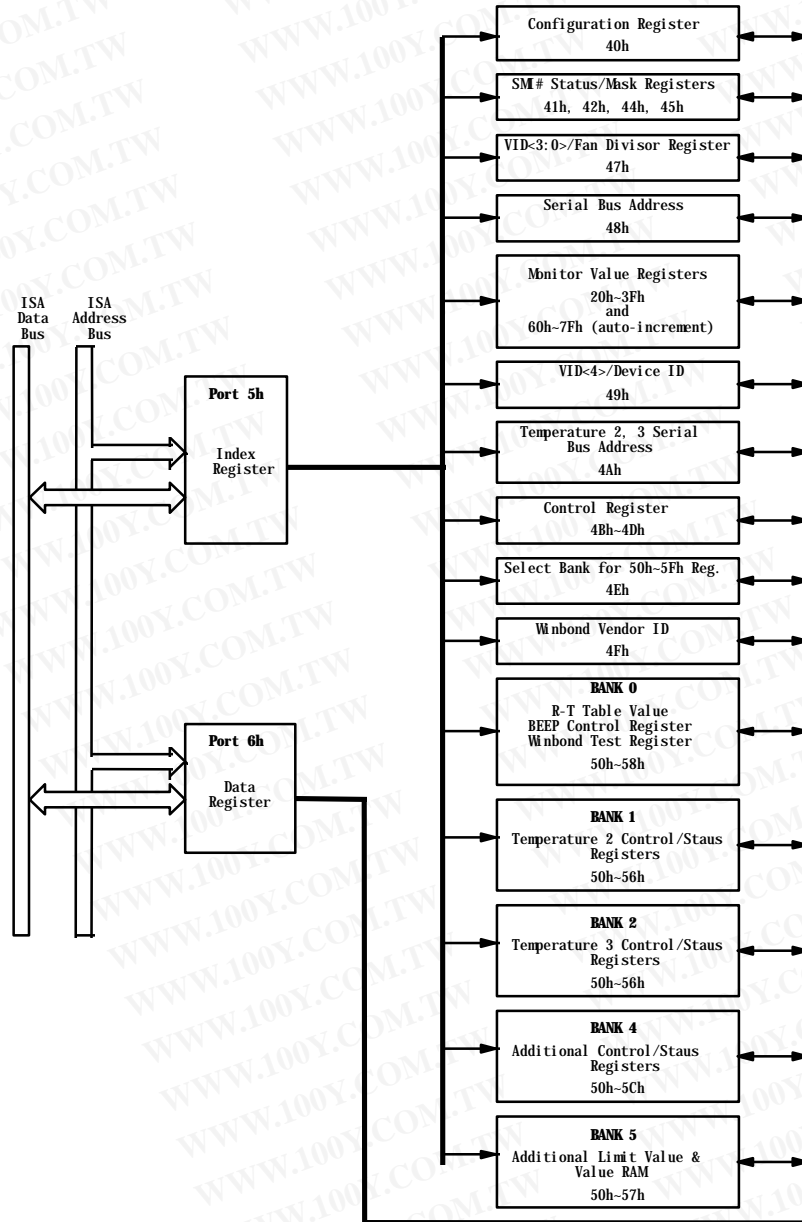 ISA
Data
Bus
ISA
Address
Bus
Port 5h
Index
Register
Port 6h
Data
Register
Configuration Register
40h
SMI# Status/Mask Registers
41h, 42h, 44h, 45h
VID<3:0>/Fan Divisor Register
47h
Serial Bus Address
48h
Monitor Value Registers
20h~3Fh
and
60h~7Fh (auto-increment)
VID<4>/Device ID
49h
Temperature 2, 3 Serial
Bus Address
4Ah
Control Register
4Bh~4Dh
Select Bank for 50h~5Fh Reg.
4Eh
Winbond Vendor ID
4Fh
BANK 0
R-T Table Value
BEEP Control Register
Winbond Test Register
50h~58h
BANK 1
Temperature 2 Control/Staus
Registers
50h~56h
BANK 2
Temperature 3 Control/Staus
Registers
50h~56h
BANK 4
Additional Control/Staus
Registers
50h~5Ch
BANK 5
Additional Limit Value &
Value RAM
50h~57h
WWW.100Y.COM.TW